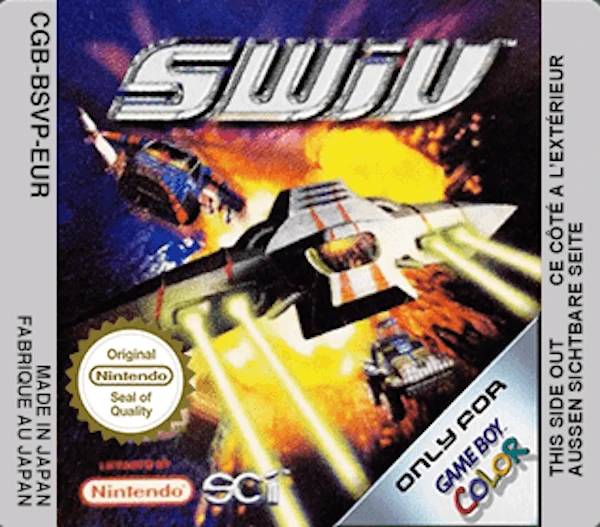 CGB-BSVP-EUR
MADE IN JAPAN
FABRIQUE AU JAPAN
SWIV™
Original
Nintendo
Seal of
Quality
LICENSED BY
Nintendo
SCi
ONLY FOR
GAME BOY
COLOR
THIS SIDE OUT CE CÔTÉ A L'EXTÉRIEUR
AUSSEN SICHTBARE SEITE